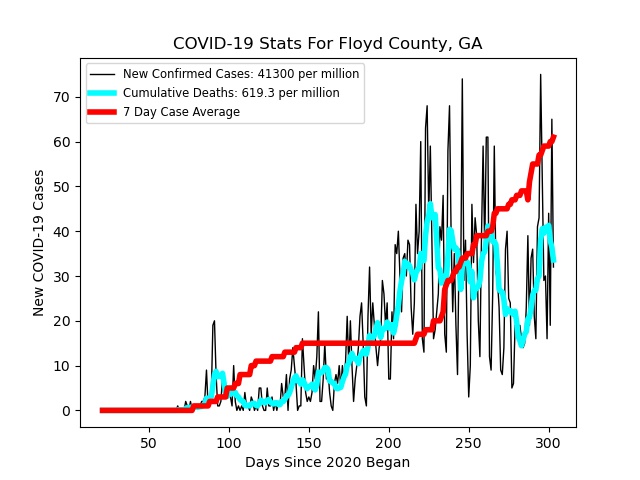 COVID-19 Stats For Floyd County, GA
New Confirmed Cases: 41300 per million
Cumulative Deaths: 619.3 per million
7 Day Case Average
New COVID-19 Cases
70
60
50
40
30
20
10
0
50
100
150
200
250
300
Days Since 2020 Began